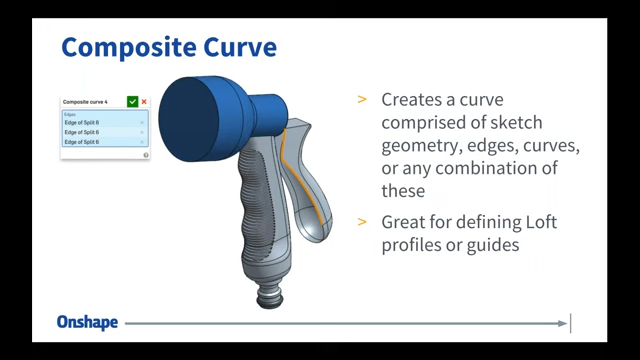 Composite Curve
Composite curve 4
Edges
Edge of Split 8
Edge of Split 8
Edge of Split 8
> Creates a curve
comprised of sketch
geometry, edges, curves,
or any combination of
these
> Great for defining Loft
profiles or guides
Onshape